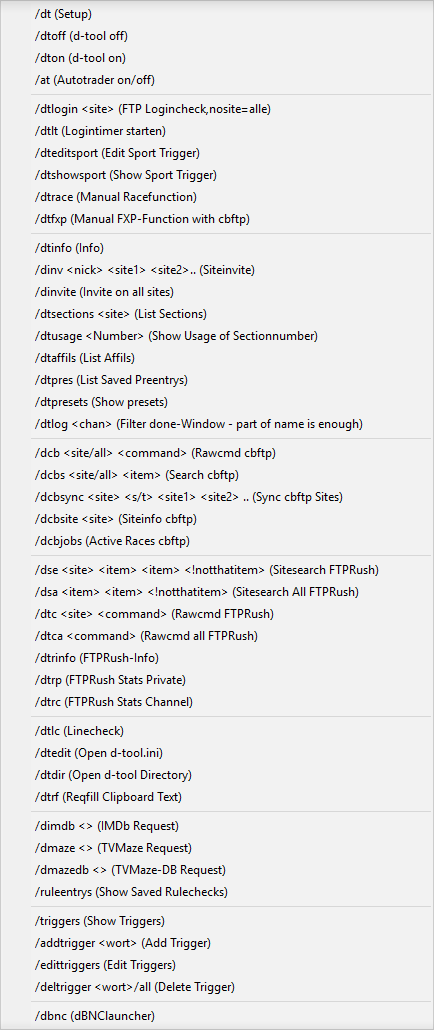 /dt (Setup)
/dtoff (d-tool off)
/dton (d-tool on)
/at (Autotrader on/off)
/dtlogin <site> (FTP Logincheck,nosite=alle)
/dtlt (Logintimer starten)
/dteditsport (Edit Sport Trigger)
/dtshowsport (Show Sport Trigger)
/dtrace (Manual Racefunction)
/dtfxp (Manual FXP-Function with cbftp)
/dtinfo (Info)
/dinv <nick> <site1> <site2>.. (Siteinvite)
/dinvite (Invite on all sites)
/dtsections <site> (List Sections)
/dtusage <Number> (Show Usage of Sectionnumber)
/dtaffils (List Affils)
/dtpres (List Saved Preentrys)
/dtpresets (Show presets)
/dtlog <chan> (Filter done-Window - part of name is enough)
/dcb <site/all> <command> (Rawcmd cbftp)
/dcbs <site/all> <item> (Search cbftp)
/dcbsync <site> <s/t> <site1> <site2> .. (Sync cbftp Sites)
/dcbsite <site> (Siteinfo cbftp)
/dcbjobs (Active Races cbftp)
/dse <site> <item> <item> <!notthatitem> (Sitesearch FTPRush)
/dsa <item> <item> <!notthatitem> (Sitesearch All FTPRush)
/dtc <site> <command> (Rawcmd FTPRush)
/dtca <command> (Rawcmd all FTPRush)
/dtrinfo (FTPRush-Info)
/dtrp (FTPRush Stats Private)
/dtrc (FTPRush Stats Channel)
/dtlc (Linecheck)
/dtedit (Open d-tool.ini)
/dtdir (Open d-tool Directory)
/dtrf (Reqfill Clipboard Text)
/dimdb <> (IMDb Request)
/dmaze <> (TVMaze Request)
/dmazedb <> (TVMaze-DB Request)
/ruleentrys (Show Saved Rulechecks)
/triggers (Show Triggers)
/addtrigger <wort> (Add Trigger)
/edittriggers (Edit Triggers)
/deltrigger <wort>/all (Delete Trigger)
/dbnc (dBNClauncher)